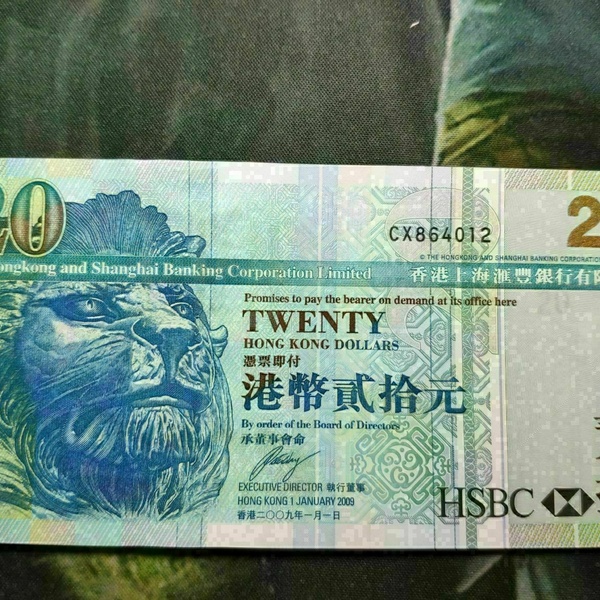 20
CX864012
2
© THE HONGKONG AND SHANGHAI BANKING CORPORATION
ongkong and Shanghai Banking Corporation Limited
香港上海滙豐銀行有
Promises to pay the bearer on demand at its office here
TWENTY
HONG KONG DOLLARS
憑票即付
港幣貳拾元
By order of the Board of Directors
承董事會命
EXECUTIVE DIRECTOR 執行董事
HONG KONG 1 JANUARY 2009
香港二〇〇九年一月一日
HSBC